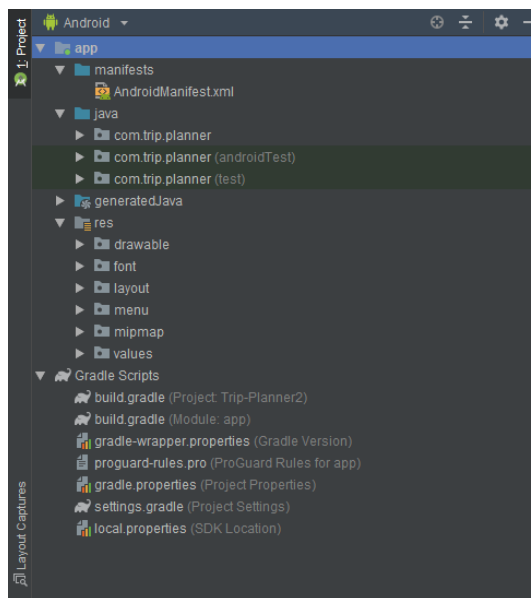 1: Project
Android
app
manifests
AndroidManifest.xml
java
com.trip.planner
com.trip.planner (androidTest)
com.trip.planner (test)
generatedJava
res
drawable
font
layout
menu
mipmap
values
Gradle Scripts
build.gradle (Project: Trip-Planner2)
build.gradle (Module: app)
gradle-wrapper.properties (Gradle Version)
proguard-rules.pro (ProGuard Rules for app)
gradle.properties (Project Properties)
settings.gradle (Project Settings)
local.properties (SDK Location)
Layout Captures